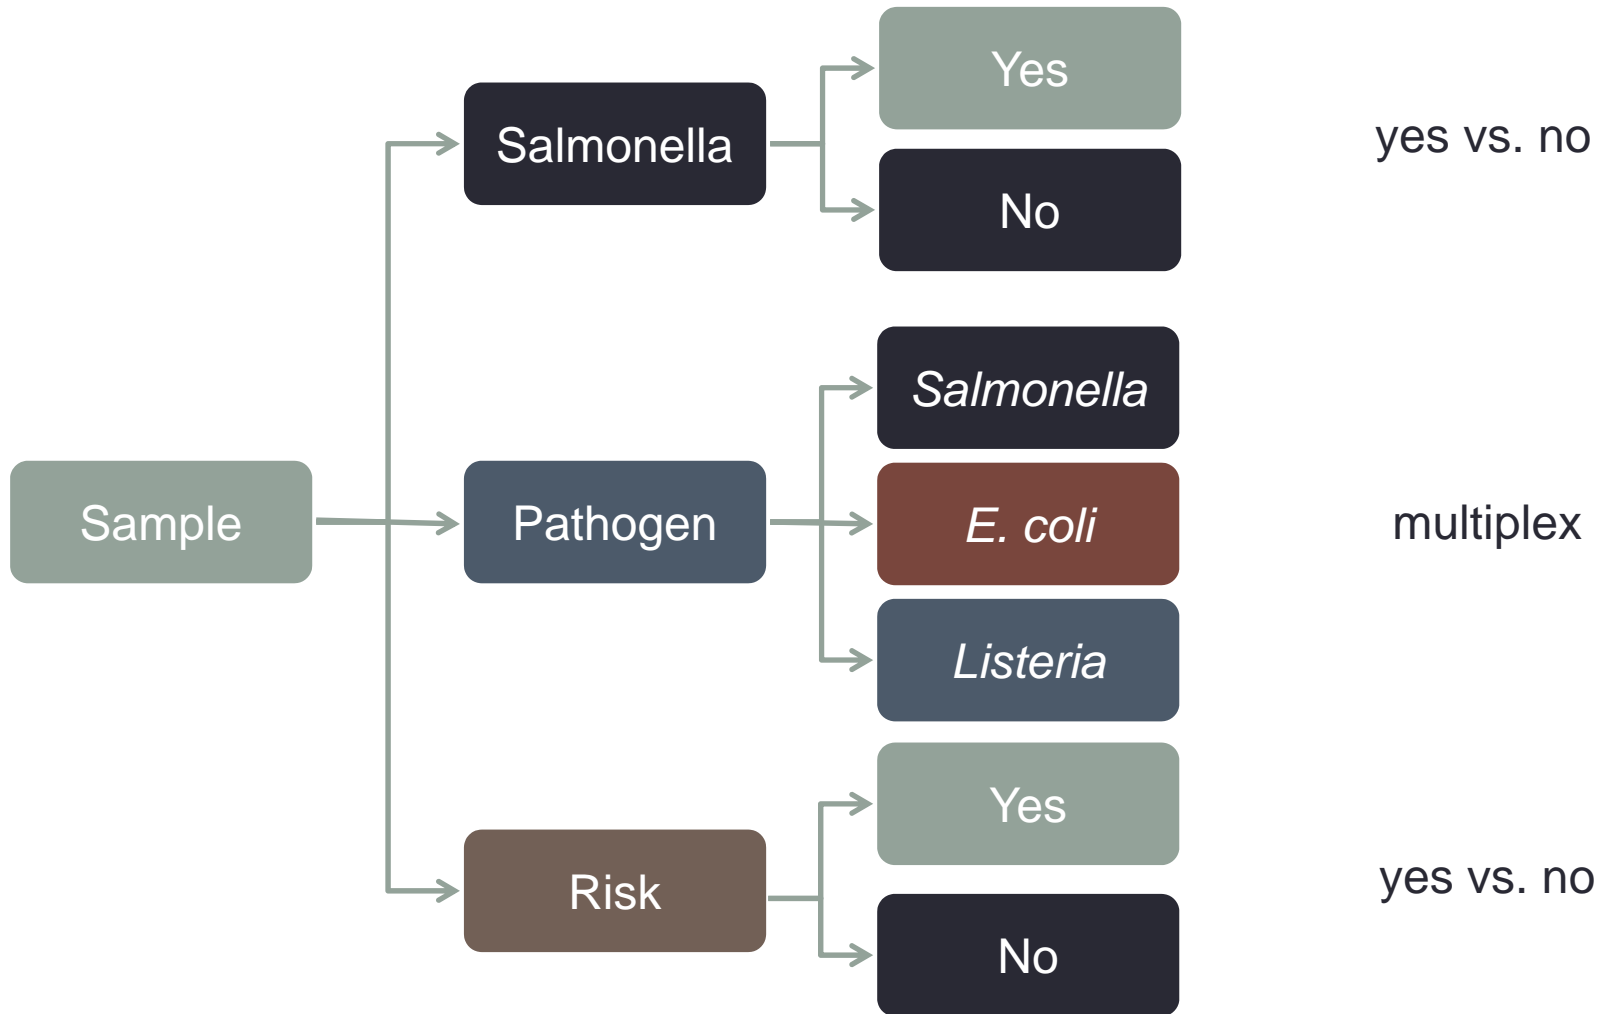 Sample
Salmonella
Yes
No
yes vs. no
Pathogen
Salmonella
E. coli
Listeria
multiplex
Risk
Yes
No
yes vs. no